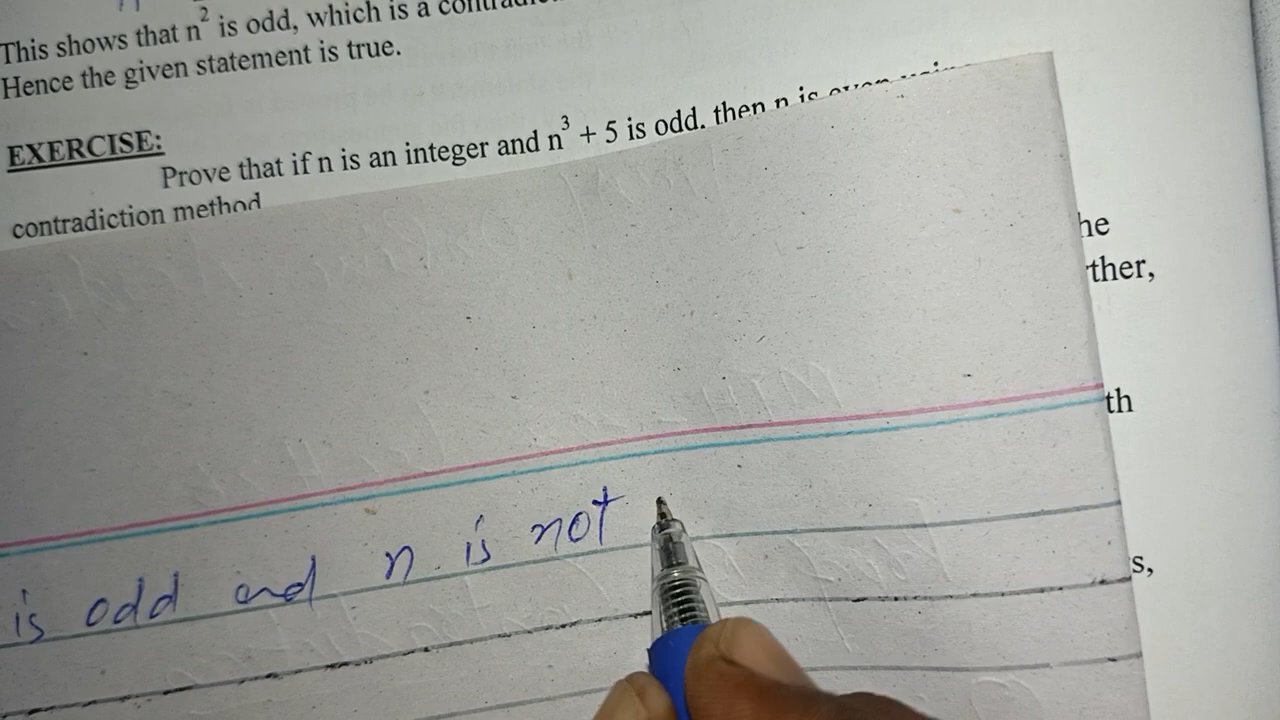 This shows that n² is odd, which is a
Hence the given statement is true.
EXERCISE:
Prove that if n is an integer and n³ + 5 is odd, then n is even using
contradiction method
he
ther,
th
is odd and n is not
s,